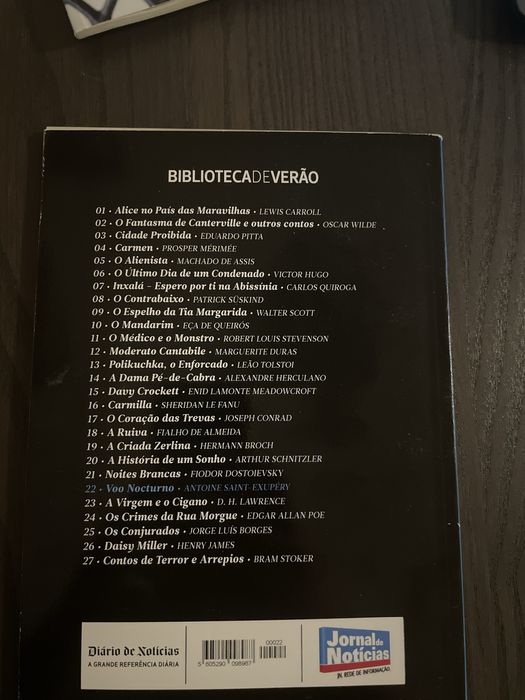 BIBLIOTECADEVERÃO
01 • Alice no País das Maravilhas • LEWIS CARROLL
02 • O Fantasma de Canterville e outros contos • OSCAR WILDE
03 • Cidade Proibida • EDUARDO PITTA
04 • Carmen • PROSPER MÉRIMÉE
05 • O Alienista • MACHADO DE ASSIS
06 • O Último Dia de um Condenado • VICTOR HUGO
07 • Inxalá - Espero por ti na Abissínia • CARLOS QUIROGA
08 • O Contrabaixo • PATRICK SÜSKIND
09 • O Espelho da Tia Margarida • WALTER SCOTT
10 • O Mandarim • EÇA DE QUEIRÓS
11 • O Médico e o Monstro • ROBERT LOUIS STEVENSON
12 • Moderato Cantabile • MARGUERITE DURAS
13 • Polikuchka, o Enforcado • LEÃO TOLSTOI
14 • A Dama Pé-de-Cabra • ALEXANDRE HERCULANO
15 • Davy Crockett • ENID LAMONTE MEADOWCROFT
16 • Carmilla • SHERIDAN LE FANU
17 • O Coração das Trevas • JOSEPH CONRAD
18 • A Ruiva • FIALHO DE ALMEIDA
19 • A Criada Zerlina • HERMANN BROCH
20 • A História de um Sonho • ARTHUR SCHNITZLER
21 • Noites Brancas • FIODOR DOSTOIEVSKY
22 • Voo Nocturno • ANTOINE SAINT-EXUPÉRY
23 • A Virgem e o Cigano • D. H. LAWRENCE
24 • Os Crimes da Rua Morgue • EDGAR ALLAN POE
25 • Os Conjurados • JORGE LUÍS BORGES
26 • Daisy Miller • HENRY JAMES
27 • Contos de Terror e Arrepios • BRAM STOKER
Diário de Notícias
A GRANDE REFERÊNCIA DIÁRIA
00022
5 605290 098967
Jornal de
Notícias
JN. REDE DE INFORMAÇÃO.